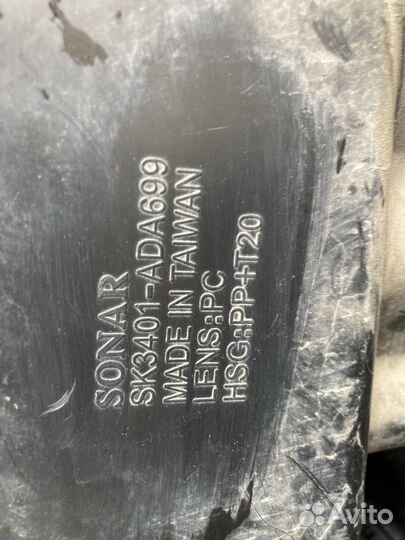 SONAR
SK3401-ADA699
MADE IN TAIWAN
LENS:PC
HSG:PP+T20
Avito